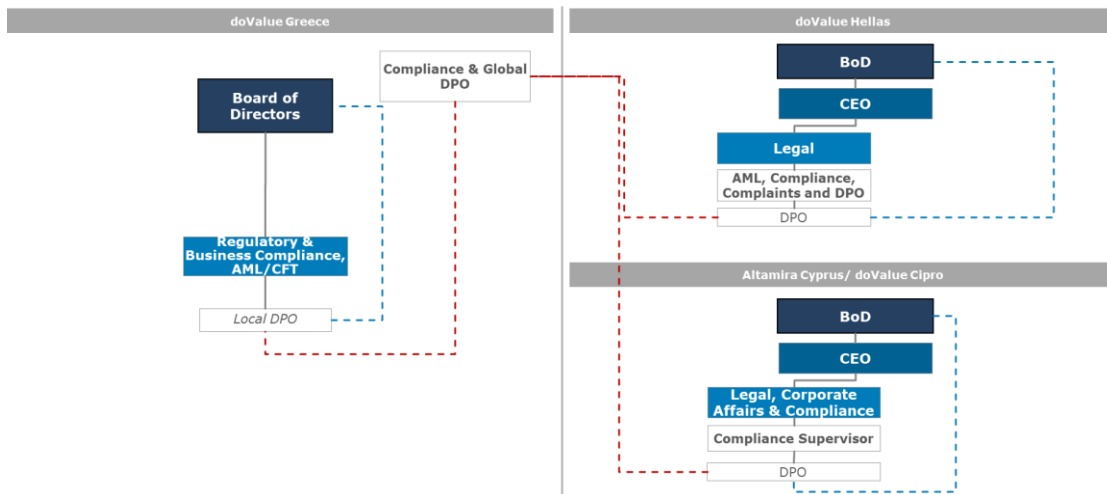 doValue Greece
Compliance & Global
DPO
Board of
Directors
Regulatory &
Business Compliance,
AML/CFT
Local DPO
doValue Hellas
BoD
CEO
Legal
AML, Compliance,
Complaints and DPO
DPO
Altamira Cyprus/ doValue Cipro
BoD
CEO
Legal, Corporate
Affairs & Compliance
Compliance Supervisor
DPO